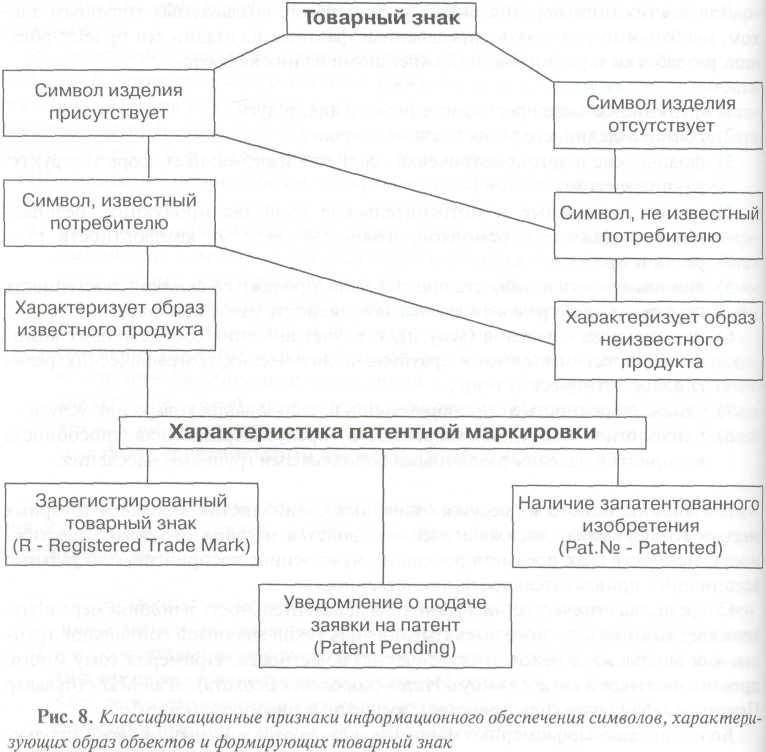 Товарный знак
Символ изделия
присутствует
Символ изделия
отсутствует
Символ, известный
потребителю
Символ, не известный
потребителю
Характеризует образ
известного продукта
Характеризует образ
неизвестного
продукта
Характеристика патентной маркировки
Зарегистрированный
товарный знак
(R - Registered Trade Mark)
Наличие запатентованного
изобретения
(Pat.№ - Patented)
Уведомление о подаче
заявки на патент
(Patent Pending)
Рис. 8. Классификационные признаки информационного обеспечения символов, характери-
зующих образ объектов и формирующих товарный знак